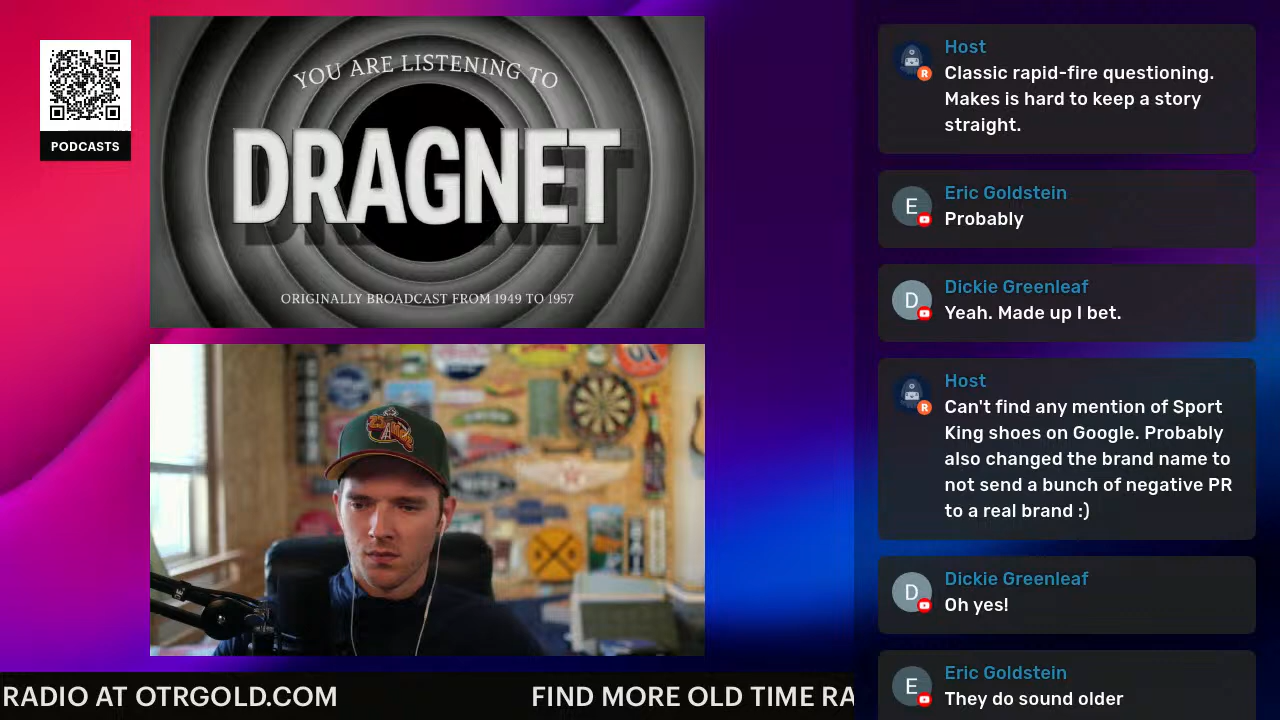 PODCASTS
YOU ARE LISTENING TO
DRAGNET
ORIGINALLY BROADCAST FROM 1949 TO 1957
RADIO AT OTRGOLD.COM
FIND MORE OLD TIME RA
Host
Classic rapid-fire questioning.
Makes is hard to keep a story
straight.
E
Eric Goldstein
Probably
D
Dickie Greenleaf
Yeah. Made up I bet.
Host
Can't find any mention of Sport
King shoes on Google. Probably
also changed the brand name to
not send a bunch of negative PR
to a real brand :)
D
Dickie Greenleaf
Oh yes!
E
Eric Goldstein
They do sound older